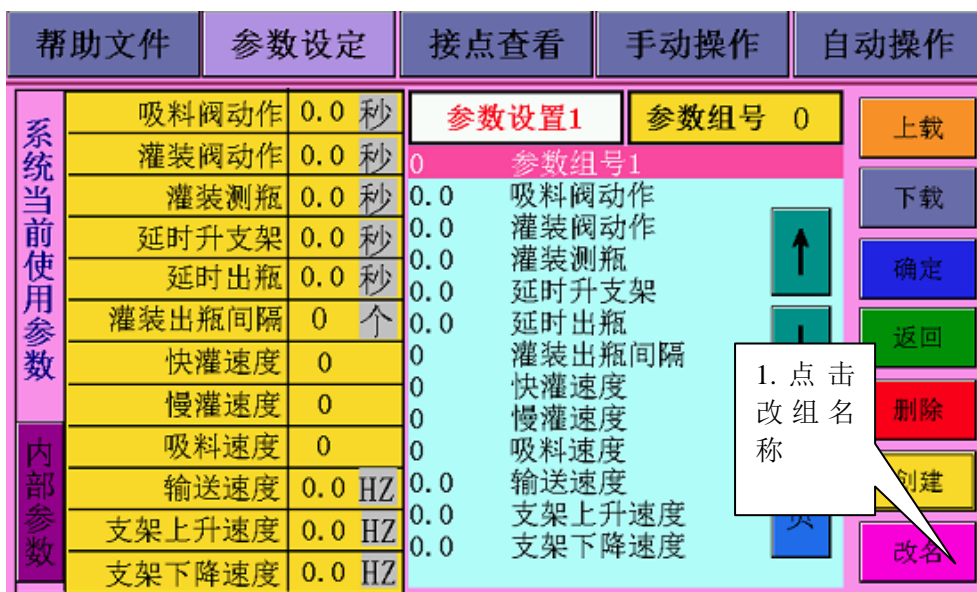 帮助文件
参数设定
接点查看
手动操作
自动操作
系统当前使用参数
内部参数
吸料阀动作 0.0 秒
灌装阀动作 0.0 秒
灌装测瓶 0.0 秒
延时升支架 0.0 秒
延时出瓶 0.0 秒
灌装出瓶间隔 0 个
快灌速度 0
慢灌速度 0
吸料速度 0
输送速度 0.0 HZ
支架上升速度 0.0 HZ
支架下降速度 0.0 HZ
参数设置1
参数组号 0
0 参数组号1
0.0 吸料阀动作
0.0 灌装阀动作
0.0 灌装测瓶
0.0 延时升支架
0.0 延时出瓶
0 灌装出瓶间隔
0 快灌速度
0 慢灌速度
0 吸料速度
0.0 输送速度
0.0 支架上升速度
0.0 支架下降速度
上载
下载
确定
返回
删除
创建
改名
1. 点击
改组名
称